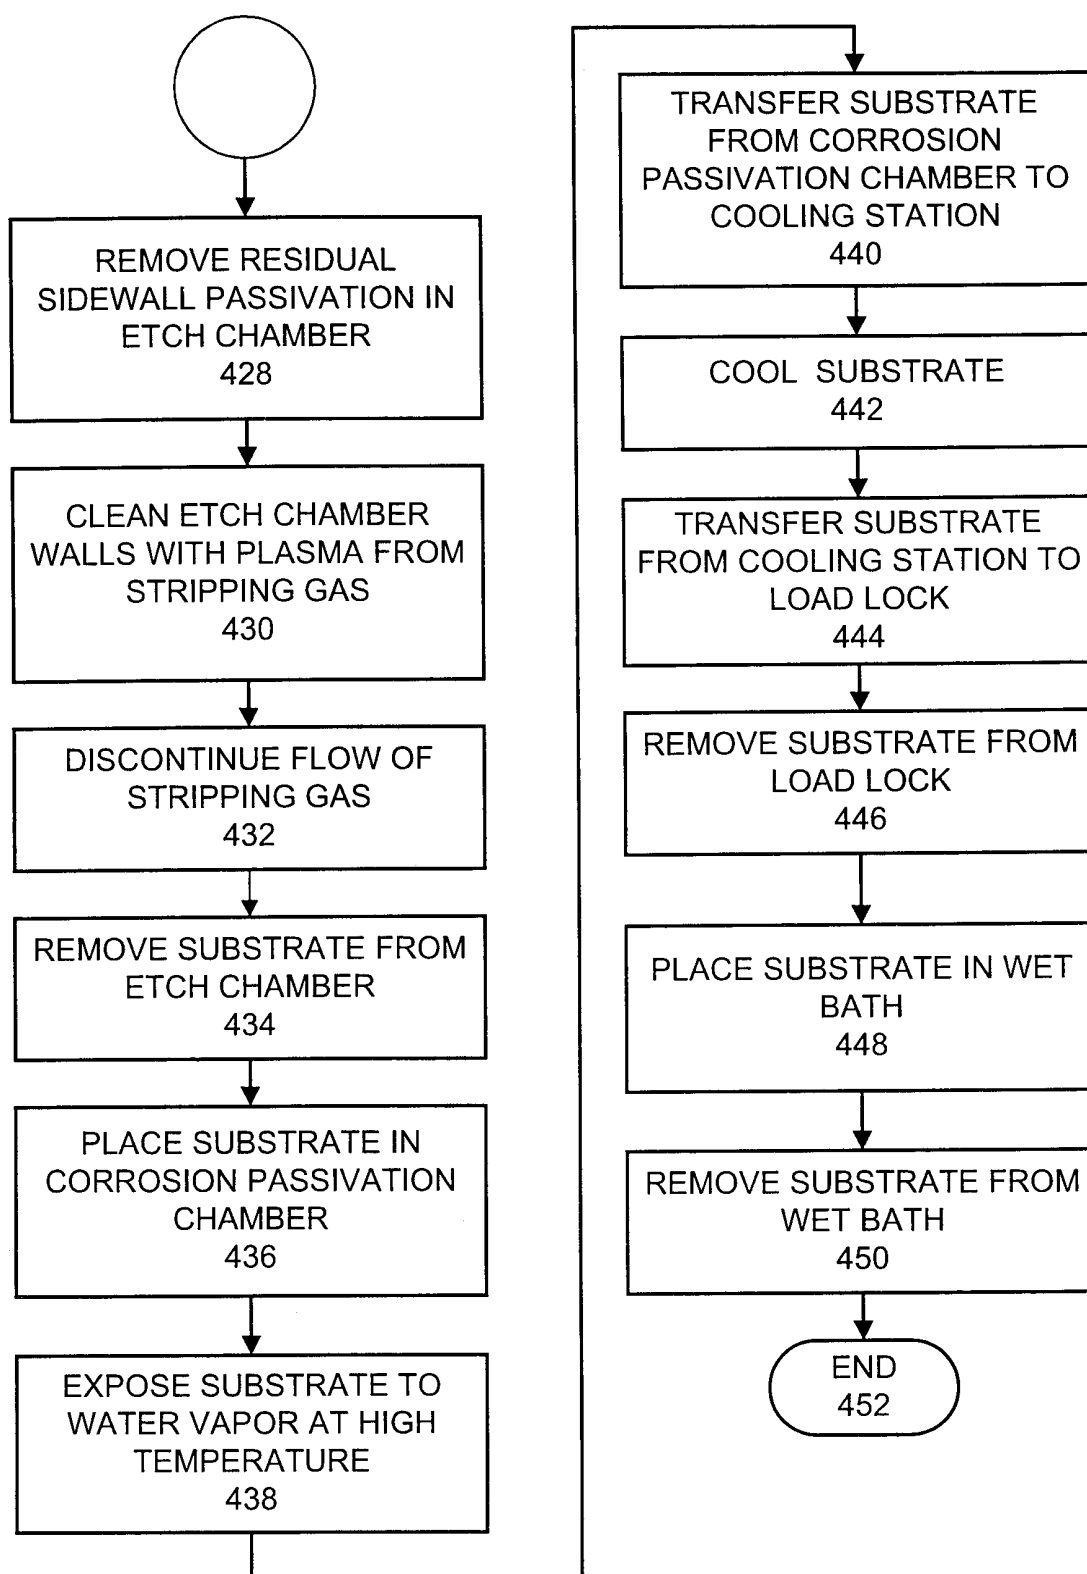 REMOVE RESIDUAL
SIDEWALL PASSIVATION IN
ETCH CHAMBER
428
CLEAN ETCH CHAMBER
WALLS WITH PLASMA FROM
STRIPPING GAS
430
DISCONTINUE FLOW OF
STRIPPING GAS
432
REMOVE SUBSTRATE FROM
ETCH CHAMBER
434
PLACE SUBSTRATE IN
CORROSION PASSIVATION
CHAMBER
436
EXPOSE SUBSTRATE TO
WATER VAPOR AT HIGH
TEMPERATURE
438
TRANSFER SUBSTRATE
FROM CORROSION
PASSIVATION CHAMBER TO
COOLING STATION
440
COOL SUBSTRATE
442
TRANSFER SUBSTRATE
FROM COOLING STATION TO
LOAD LOCK
444
REMOVE SUBSTRATE FROM
LOAD LOCK
446
PLACE SUBSTRATE IN WET
BATH
448
REMOVE SUBSTRATE FROM
WET BATH
450
END
452